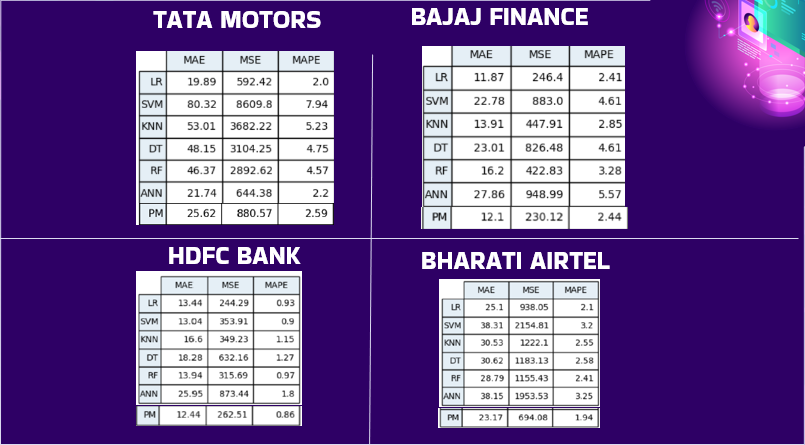 TATA MOTORS
MAE MSE MAPE
LR 19.89 592.42 2.0
SVM 80.32 8609.8 7.94
KNN 53.01 3682.22 5.23
DT 48.15 3104.25 4.75
RF 46.37 2892.62 4.57
ANN 21.74 644.38 2.2
PM 25.62 880.57 2.59
BAJAJ FINANCE
MAE MSE MAPE
LR 11.87 246.4 2.41
SVM 22.78 883.0 4.61
KNN 13.91 447.91 2.85
DT 23.01 826.48 4.61
RF 16.2 422.83 3.28
ANN 27.86 948.99 5.57
PM 12.1 230.12 2.44
HDFC BANK
MAE MSE MAPE
LR 13.44 244.29 0.93
SVM 13.04 353.91 0.9
KNN 16.6 349.23 1.15
DT 18.28 632.16 1.27
RF 13.94 315.69 0.97
ANN 25.95 873.44 1.8
PM 12.44 262.51 0.86
BHARATI AIRTEL
MAE MSE MAPE
LR 25.1 938.05 2.1
SVM 38.31 2154.81 3.2
KNN 30.53 1222.1 2.55
DT 30.62 1183.13 2.58
RF 28.79 1155.43 2.41
ANN 38.15 1953.53 3.25
PM 23.17 694.08 1.94